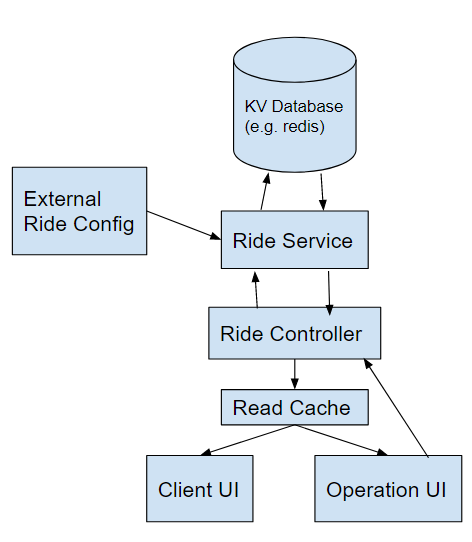 KV Database
(e.g. redis)
External
Ride Config
Ride Service
Ride Controller
Read Cache
Client UI
Operation UI